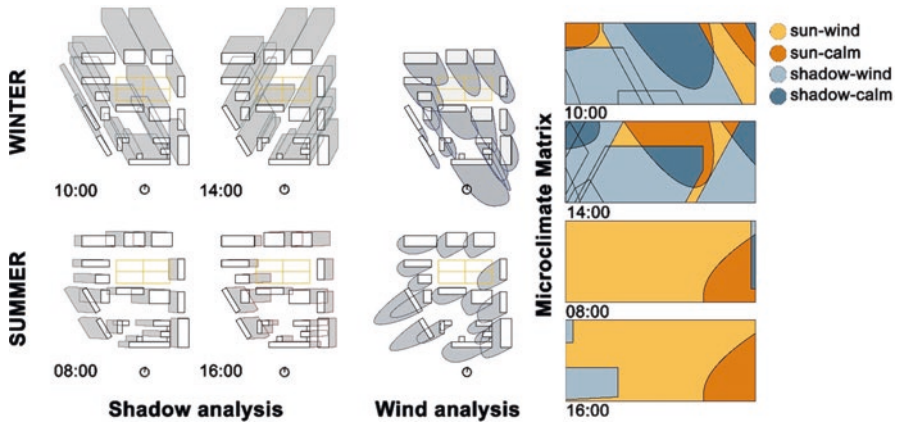 WINTER
10:00
14:00
SUMMER
08:00
16:00
Shadow analysis
Wind analysis
Microclimate Matrix
10:00
14:00
08:00
16:00
sun-wind
sun-calm
shadow-wind
shadow-calm